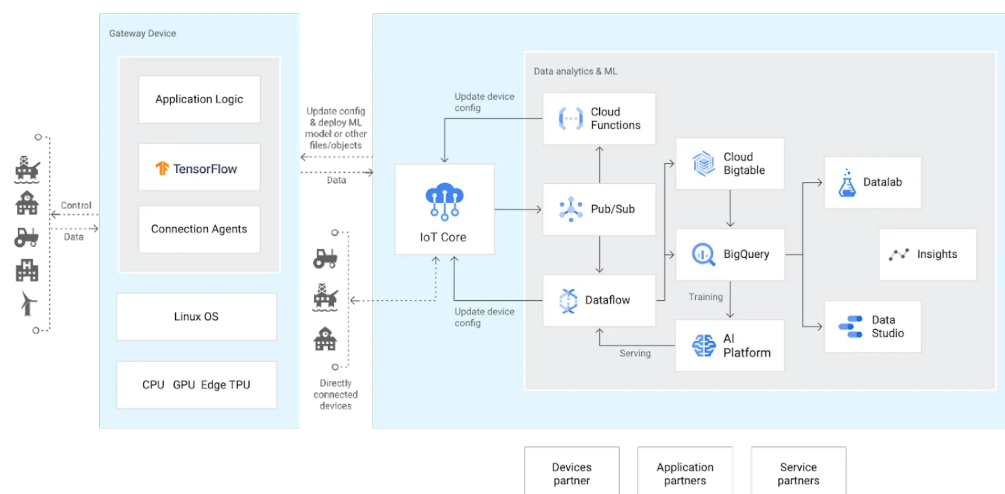 Gateway Device
Application Logic
TensorFlow
Connection Agents
Linux OS
CPU GPU Edge TPU
Control
Data
Update config
& deploy ML
model or other
files/objects
Data
Directly
connected
devices
IoT Core
Data analytics & ML
Update device
config
Cloud
Functions
Pub/Sub
Dataflow
Update device
config
Cloud
Bigtable
BigQuery
Training
AI
Platform
Serving
Datalab
Insights
Data
Studio
Devices
partner
Application
partners
Service
partners